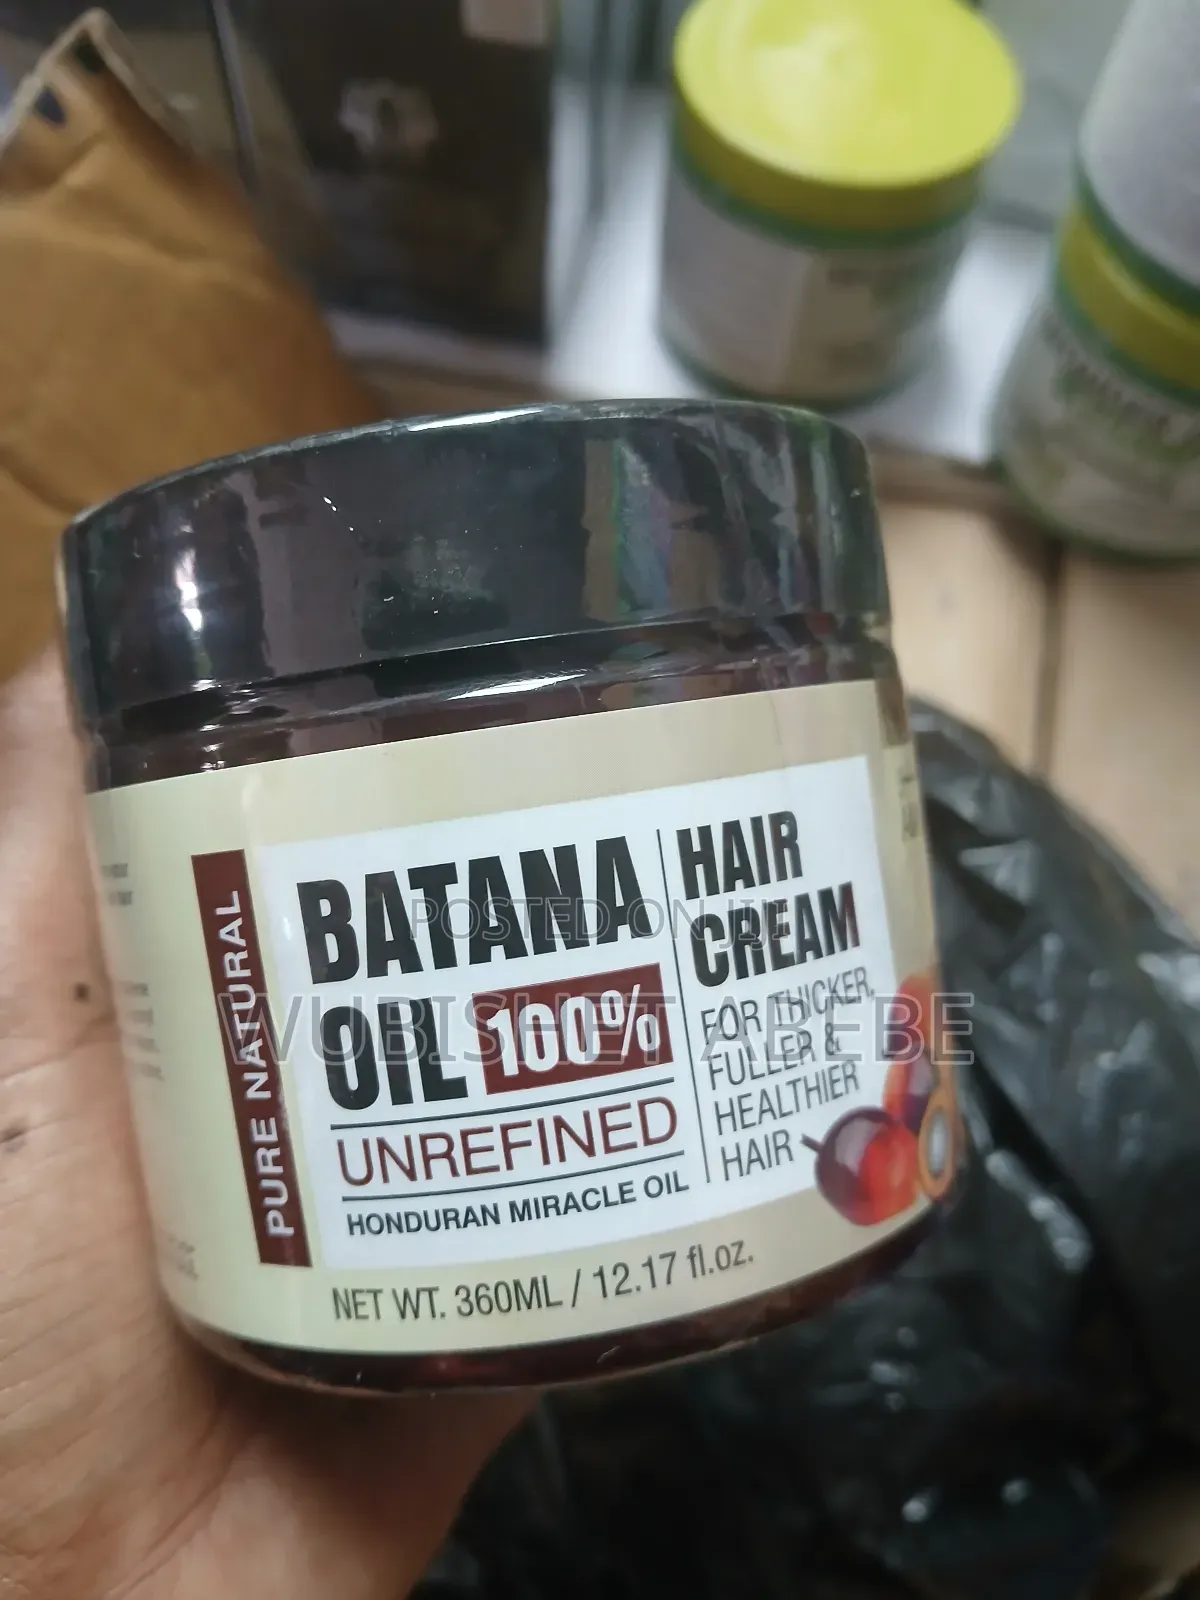 PURE NATURAL
BATANA
OIL 100%
UNREFINED
HONDURAN MIRACLE OIL
HAIR
CREAM
FOR THICKER,
FULLER &
HEALTHIER
HAIR
NET WT. 360ML / 12.17 fl.oz.
POSTED ON JIJI
WUBISHET ABEBE